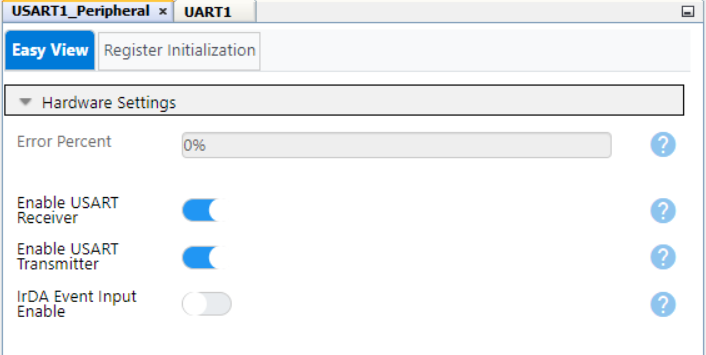 USART1_Peripheral × UART1
Easy View Register Initialization
Hardware Settings
Error Percent 0% ?
Enable USART
Receiver ?
Enable USART
Transmitter ?
IrDA Event Input
Enable ?